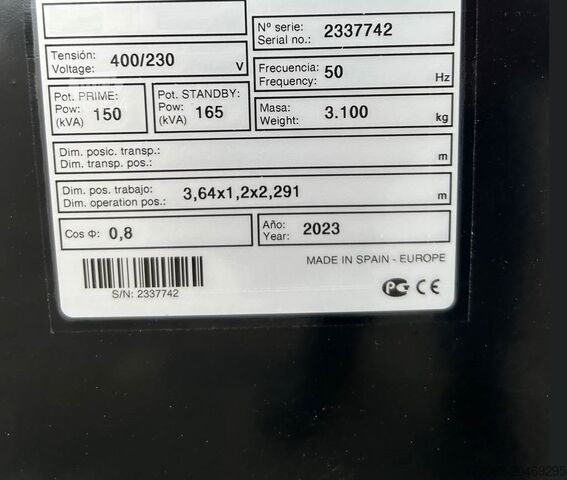 Nº serie:
Serial no.: 2337742
Tensión:
Voltage: 400/230 V
Frecuencia:
Frequency: 50 Hz
Pot. PRIME:
Pow:
(kVA) 150
Pot. STANDBY:
Pow:
(kVA) 165
Masa:
Weight: 3.100 kg
Dim. posic. transp.:
Dim. transp. pos.: m
Dim. pos. trabajo:
Dim. operation pos.: 3,64x1,2x2,291 m
Cos Φ: 0,8
Año:
Year: 2023
MADE IN SPAIN - EUROPE
S/N: 2337742
PG CE